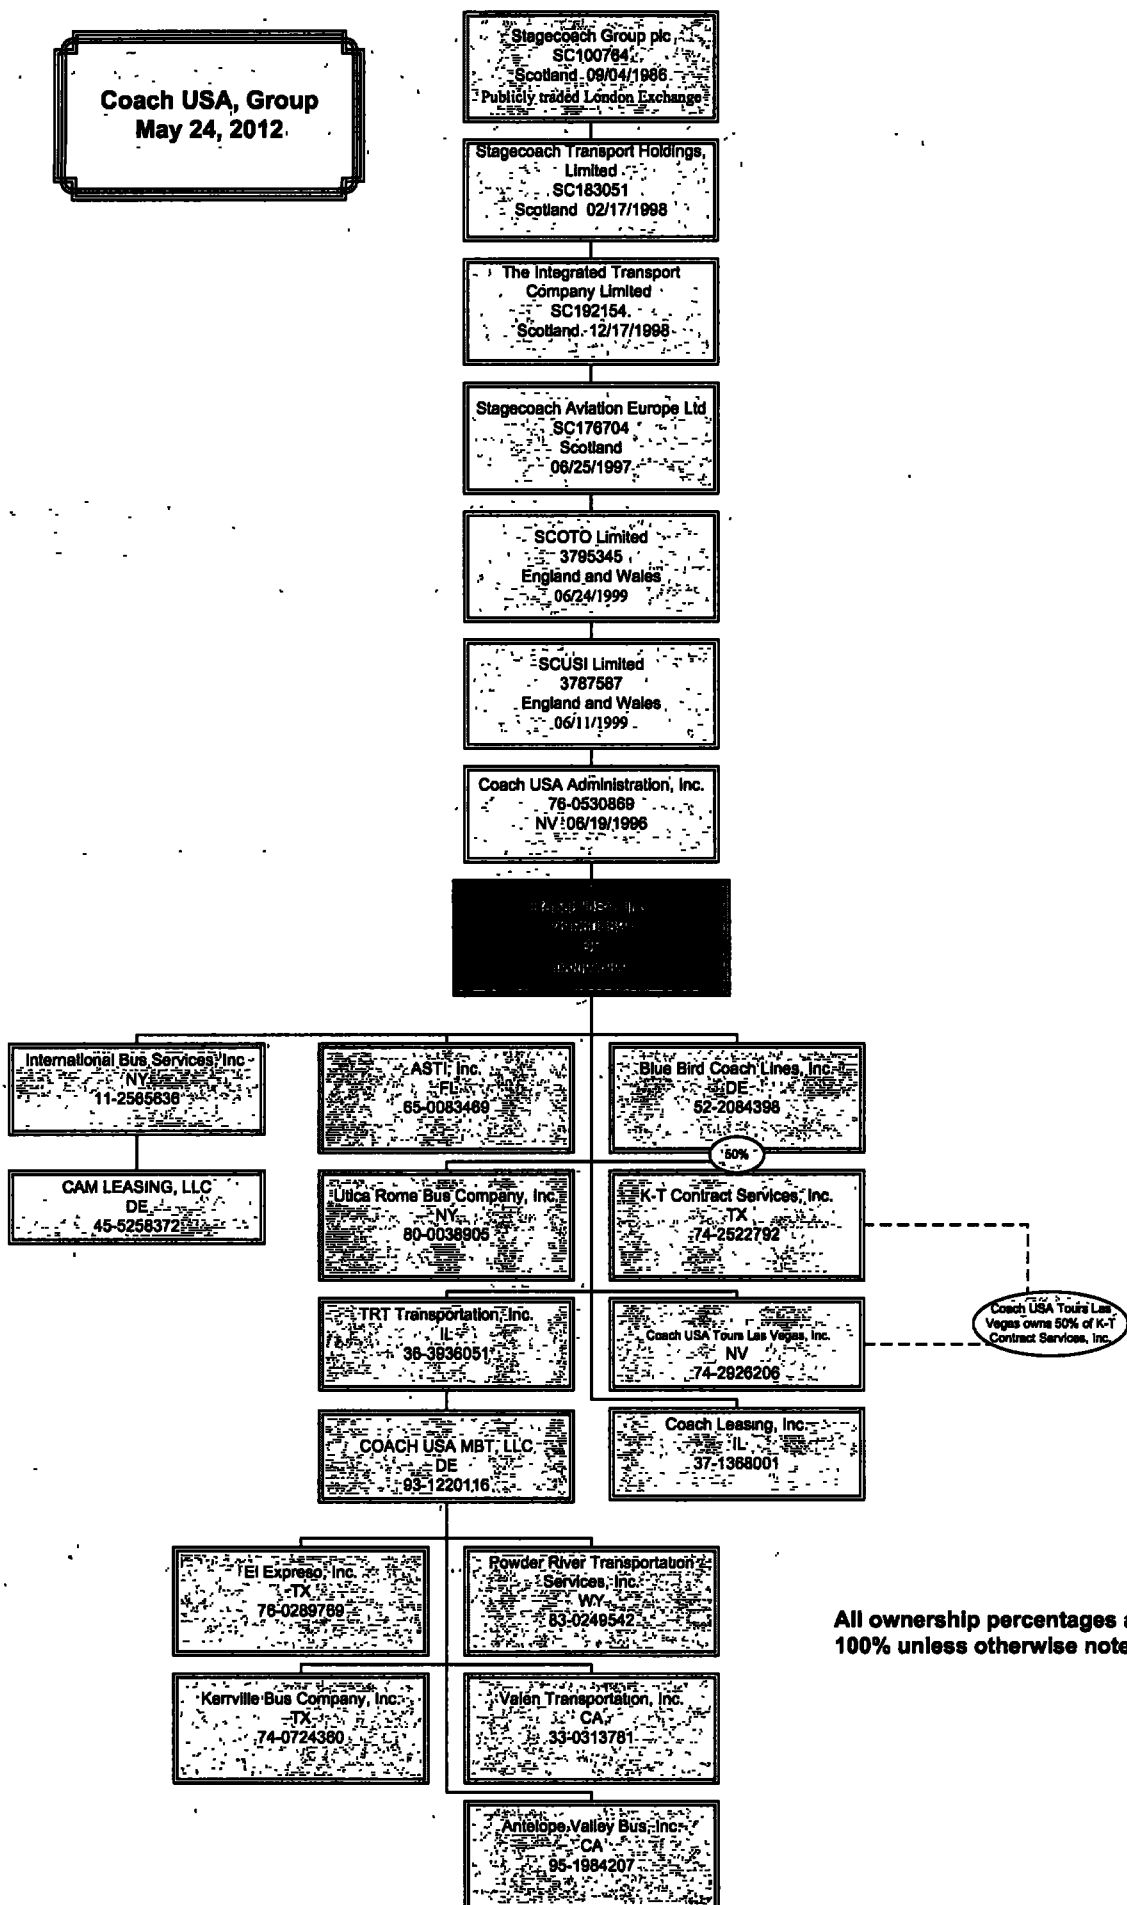 Coach USA, Group
May 24, 2012
Stagecoach Group plc
SC100764
Scotland 09/04/1986
Publicly traded London Exchange
Stagecoach Transport Holdings,
Limited
SC183051
Scotland 02/17/1998
The Integrated Transport
Company Limited
SC192154
Scotland 12/17/1998
Stagecoach Aviation Europe Ltd
SC176704
Scotland
06/25/1997
SCOTO Limited
3795345
England and Wales
06/24/1999
SCUSI Limited
3787587
England and Wales
06/11/1999
Coach USA Administration, Inc.
76-0530869
NV 06/19/1996
International Bus Services, Inc
NY
11-2565636
ASTI, Inc.
FL
65-0083469
Blue Bird Coach Lines, Inc.
DE
52-2084398
50%
CAM LEASING, LLC
DE
45-5258372
Utica Rome Bus Company, Inc.
NY
80-0038905
K-T Contract Services, Inc.
TX
74-2522792
TRT Transportation, Inc.
IL
36-3936051
Coach USA Tours Las Vegas, Inc.
NV
74-2926206
Coach USA Tours Las
Vegas owns 50% of K-T
Contract Services, Inc.
COACH USA MBT, LLC
DE
93-1220116
Coach Leasing, Inc.
IL
37-1368001
El Expreso, Inc.
TX
76-0289769
Powder River Transportation
Services, Inc.
WY
83-0249542
All ownership percentages a
100% unless otherwise note
Kerrville Bus Company, Inc.
TX
74-0724360
Valen Transportation, Inc.
CA
33-0313781
Antelope Valley Bus, Inc.
CA
95-1984207